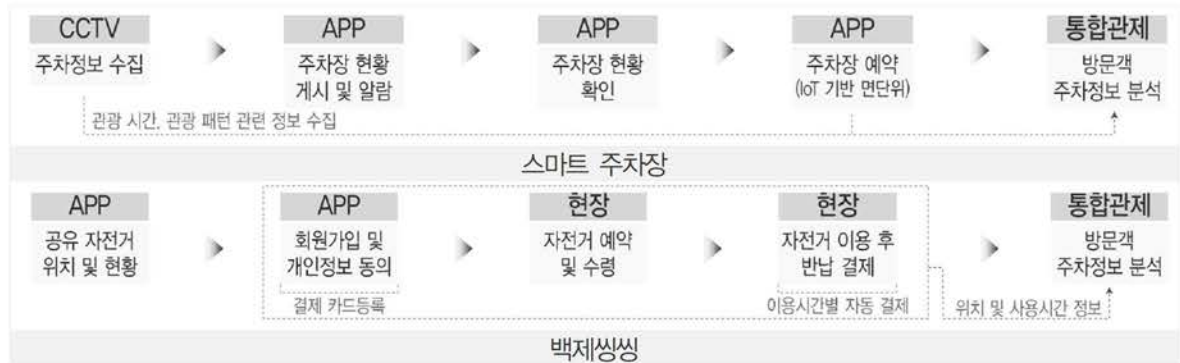 CCTV
주차정보 수집
APP
주차장 현황
게시 및 알람
APP
주차장 현황
확인
APP
주차장 예약
(IoT 기반 면단위)
통합관제
방문객
주차정보 분석
관광 시간, 관광 패턴 관련 정보 수집
스마트 주차장
APP
공유 자전거
위치 및 현황
APP
회원가입 및
개인정보 동의
결제 카드등록
현장
자전거 예약
및 수령
현장
자전거 이용 후
반납 결제
이용시간별 자동 결제
통합관제
방문객
주차정보 분석
위치 및 사용시간 정보
백제씽씽